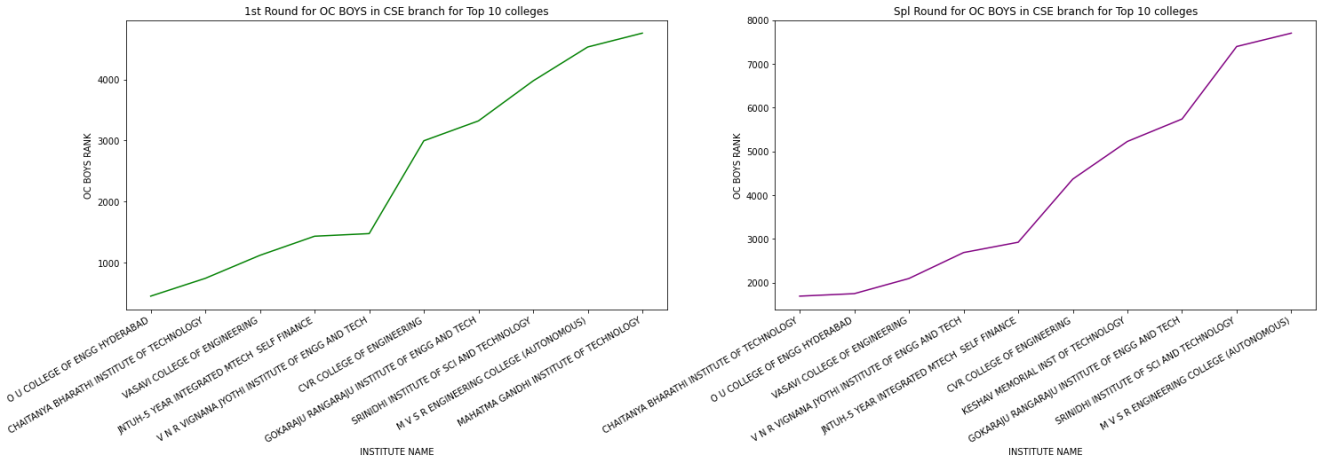 1st Round for OC BOYS in CSE branch for Top 10 colleges
4000
3000
2000
1000
OC BOYS RANK
O U COLLEGE OF ENGG HYDERABAD
CHAITANYA BHARATHI INSTITUTE OF TECHNOLOGY
VASAVI COLLEGE OF ENGINEERING
JNTUH-5 YEAR INTEGRATED MTECH  SELF FINANCE
V N R VIGNANA JYOTHI INSTITUTE OF ENGG AND TECH
CVR COLLEGE OF ENGINEERING
GOKARAJU RANGARAJU INSTITUTE OF ENGG AND TECH
SRINIDHI INSTITUTE OF SCI AND TECHNOLOGY
M V S R ENGINEERING COLLEGE (AUTONOMOUS)
MAHATMA GANDHI INSTITUTE OF TECHNOLOGY
INSTITUTE NAME
Spl Round for OC BOYS in CSE branch for Top 10 colleges
8000
7000
6000
5000
4000
3000
2000
OC BOYS RANK
CHAITANYA BHARATHI INSTITUTE OF TECHNOLOGY
O U COLLEGE OF ENGG HYDERABAD
VASAVI COLLEGE OF ENGINEERING
V N R VIGNANA JYOTHI INSTITUTE OF ENGG AND TECH
JNTUH-5 YEAR INTEGRATED MTECH  SELF FINANCE
CVR COLLEGE OF ENGINEERING
KESHAV MEMORIAL INST OF TECHNOLOGY
GOKARAJU RANGARAJU INSTITUTE OF ENGG AND TECH
SRINIDHI INSTITUTE OF SCI AND TECHNOLOGY
M V S R ENGINEERING COLLEGE (AUTONOMOUS)
INSTITUTE NAME